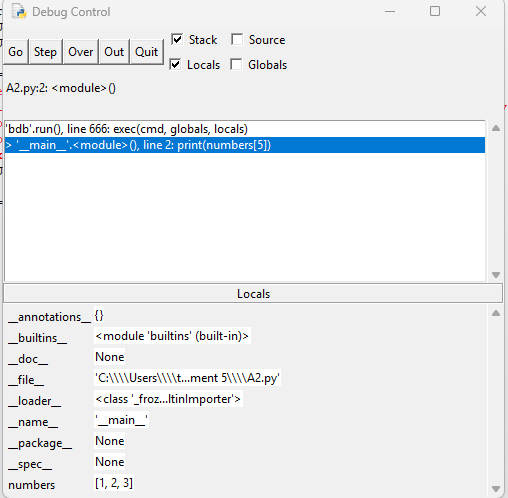 Debug Control
Go Step Over Out Quit Stack Source
Locals Globals
A2.py:2: <module>()
'bdb'.run(), line 666: exec(cmd, globals, locals)
> '__main__'.<module>(), line 2: print(numbers[5])
Locals
__annotations__ {}
__builtins__ <module 'builtins' (built-in)>
__doc__ None
__file__ 'C:\\\\Users\\\\t...ment 5\\\\A2.py'
__loader__ <class '_froz...ltinImporter'>
__name__ '__main__'
__package__ None
__spec__ None
numbers [1, 2, 3]